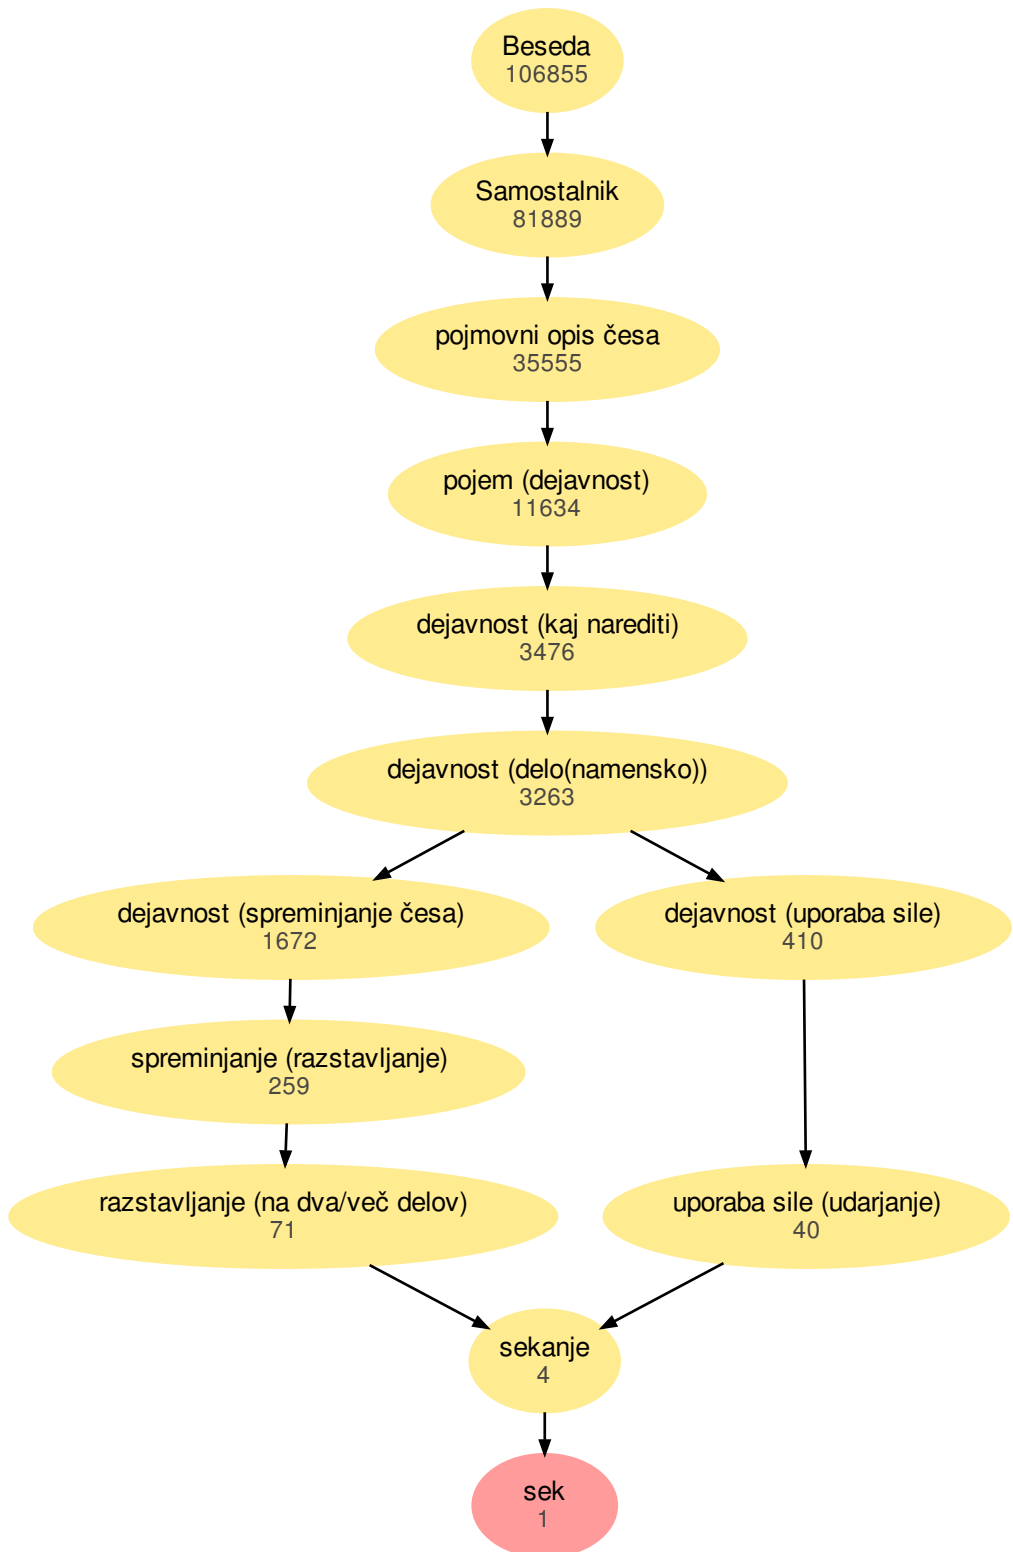 Beseda
106855
Samostalnik
81889
pojmovni opis česa
35555
pojem (dejavnost)
11634
dejavnost (kaj narediti)
3476
dejavnost (delo(namensko))
3263
dejavnost (spreminjanje česa)
1672
dejavnost (uporaba sile)
410
spreminjanje (razstavljanje)
259
razstavljanje (na dva/več delov)
71
uporaba sile (udarjanje)
40
sekanje
4
sek
1